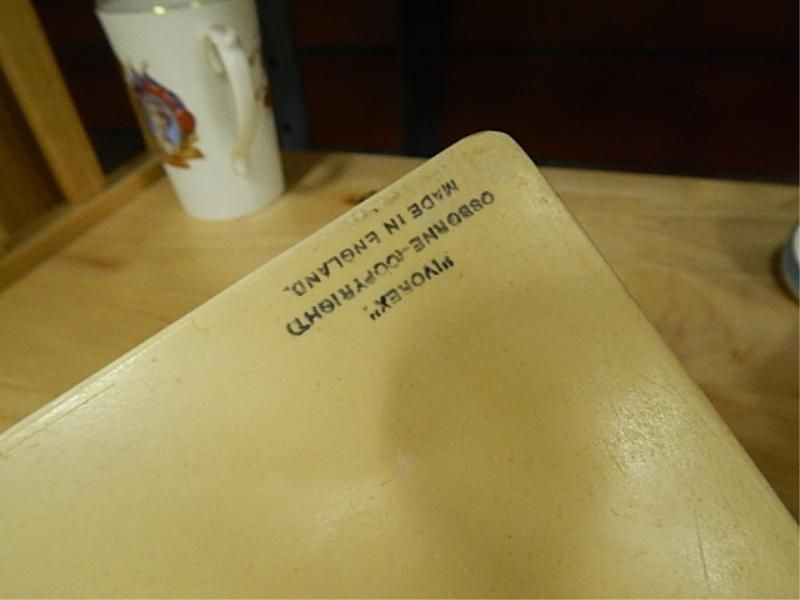 "IVOREX".
OSBORNE-COPYRIGHT
MADE IN ENGLAND.